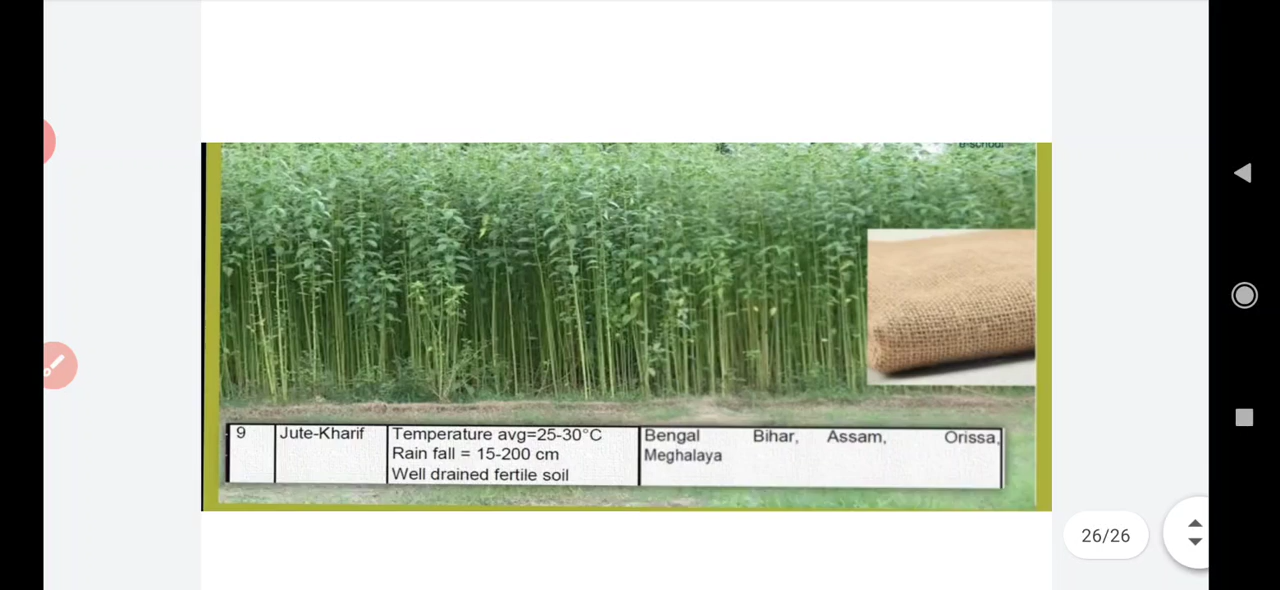 e-school
9 Jute-Kharif Temperature avg=25-30°C Bengal Bihar, Assam, Orissa,
Rain fall = 15-200 cm Meghalaya
Well drained fertile soil
26/26